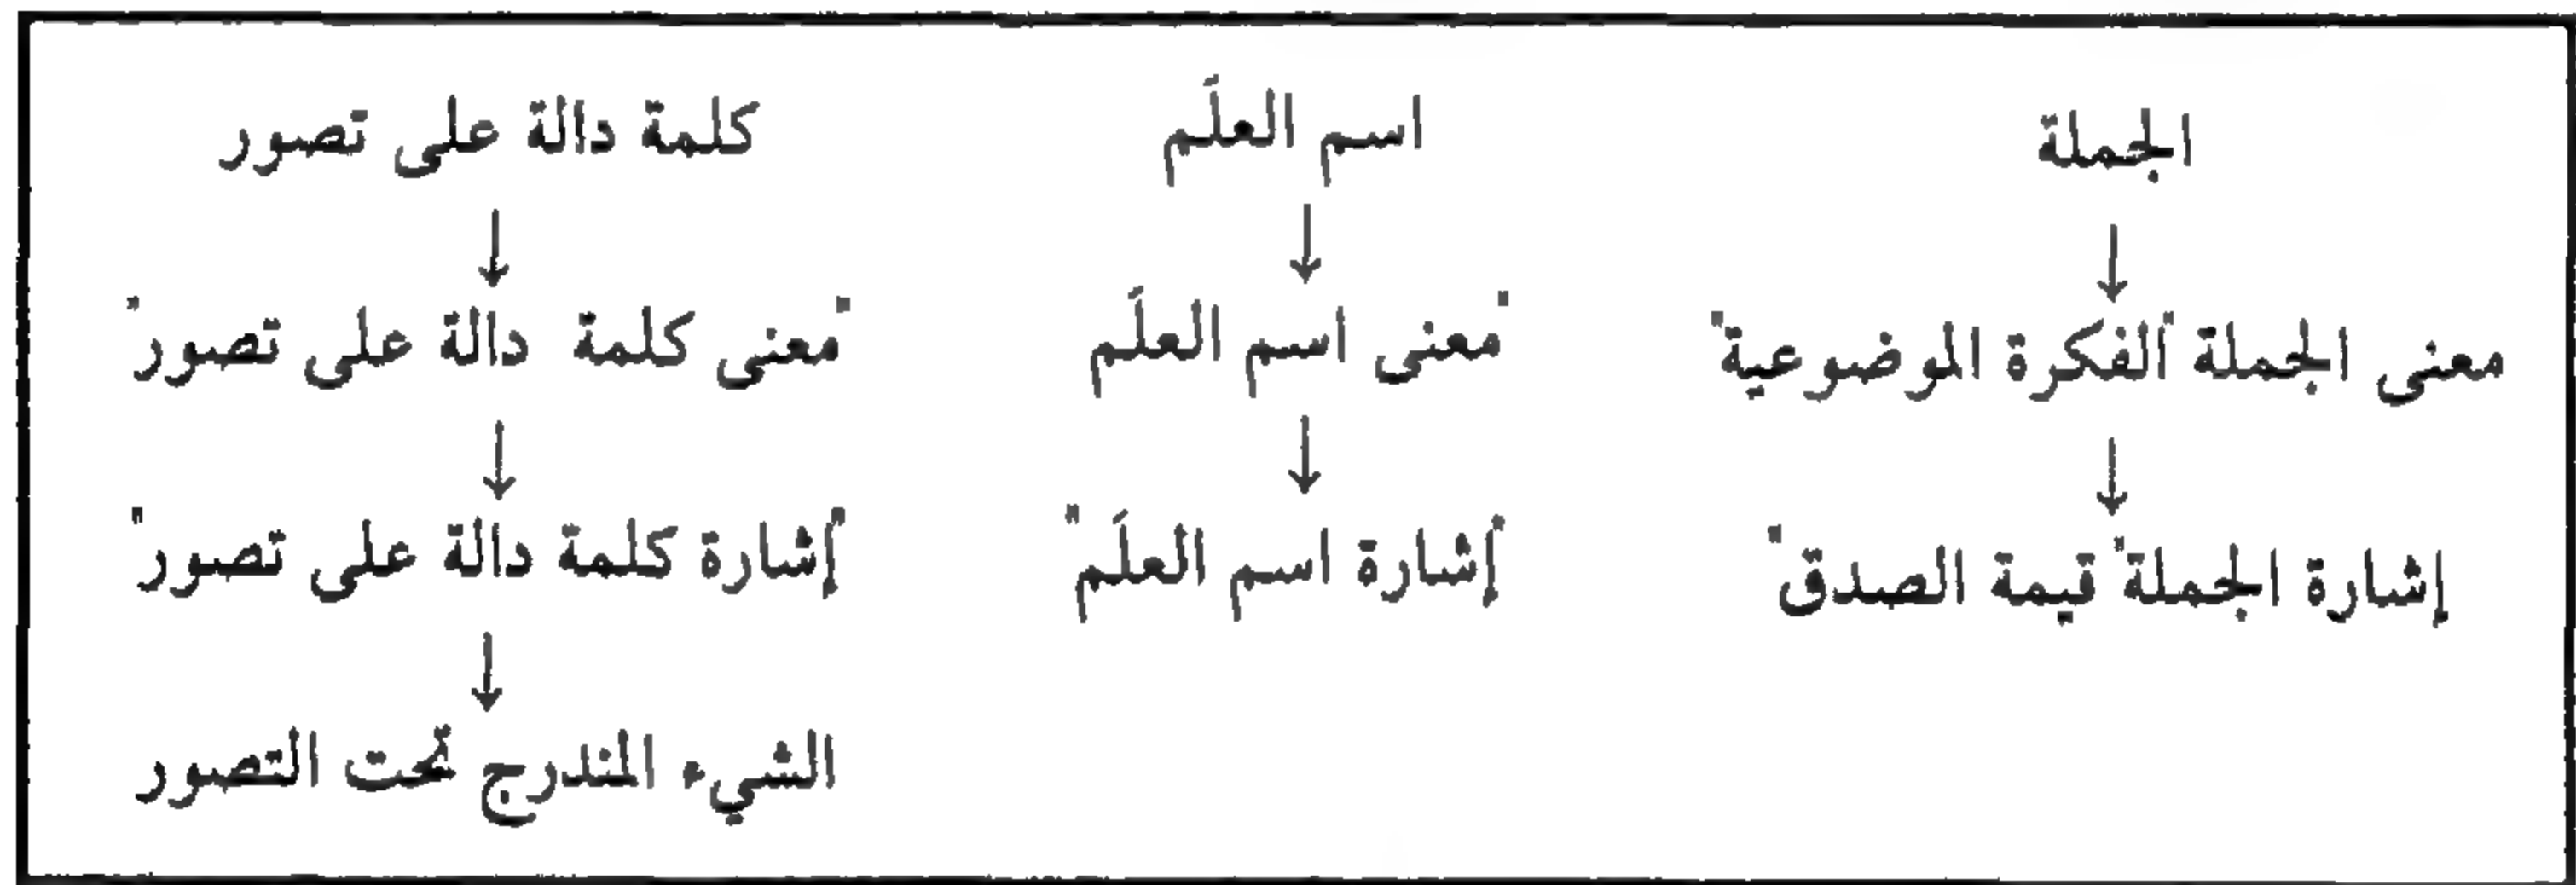 الجملة اسم العلَم كلمة دالة على تصور
↓ ↓ ↓
معنى الجملة "الفكرة الموضوعية" "معنى اسم العلَم "معنى كلمة دالة على تصور"
↓ ↓ ↓
إشارة الجملة "قيمة الصدق" "إشارة اسم العلَم" "إشارة كلمة دالة على تصور"
↓
الشيء المندرج تحت التصور